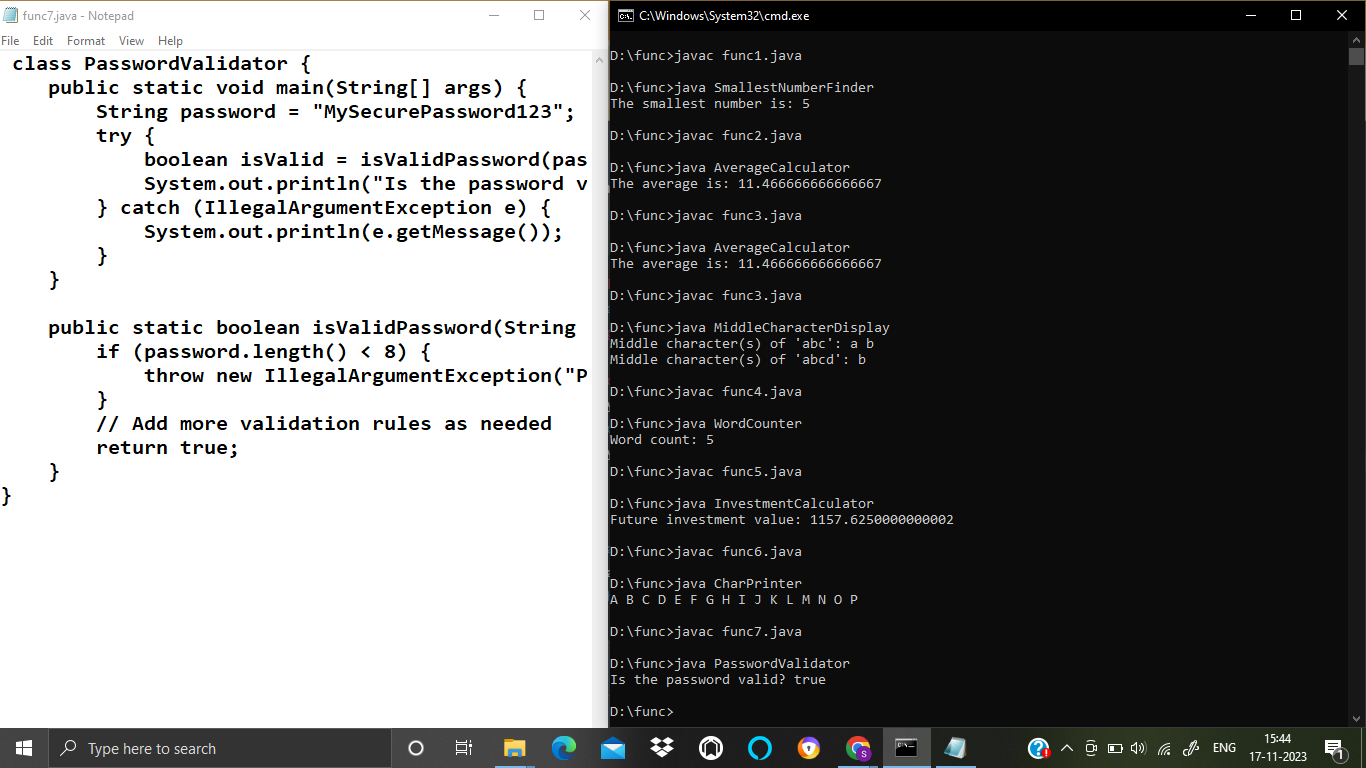 func7.java - Notepad
File Edit Format View Help
class PasswordValidator {
public static void main(String[] args) {
String password = "MySecurePassword123";
try {
boolean isValid = isValidPassword(pas
System.out.println("Is the password v
} catch (IllegalArgumentException e) {
System.out.println(e.getMessage());
}
}
public static boolean isValidPassword(String
if (password.length() < 8) {
throw new IllegalArgumentException("P
}
// Add more validation rules as needed
return true;
}
}
C:\Windows\System32\cmd.exe
D:\func>javac func1.java
D:\func>java SmallestNumberFinder
The smallest number is: 5
D:\func>javac func2.java
D:\func>java AverageCalculator
The average is: 11.466666666666667
D:\func>javac func3.java
D:\func>java AverageCalculator
The average is: 11.466666666666667
D:\func>javac func3.java
D:\func>java MiddleCharacterDisplay
Middle character(s) of 'abc': a b
Middle character(s) of 'abcd': b
D:\func>javac func4.java
D:\func>java WordCounter
Word count: 5
D:\func>javac func5.java
D:\func>java InvestmentCalculator
Future investment value: 1157.6250000000002
D:\func>javac func6.java
D:\func>java CharPrinter
A B C D E F G H I J K L M N O P
D:\func>javac func7.java
D:\func>java PasswordValidator
Is the password valid? true
D:\func>
Type here to search
ENG
15:44
17-11-2023
1